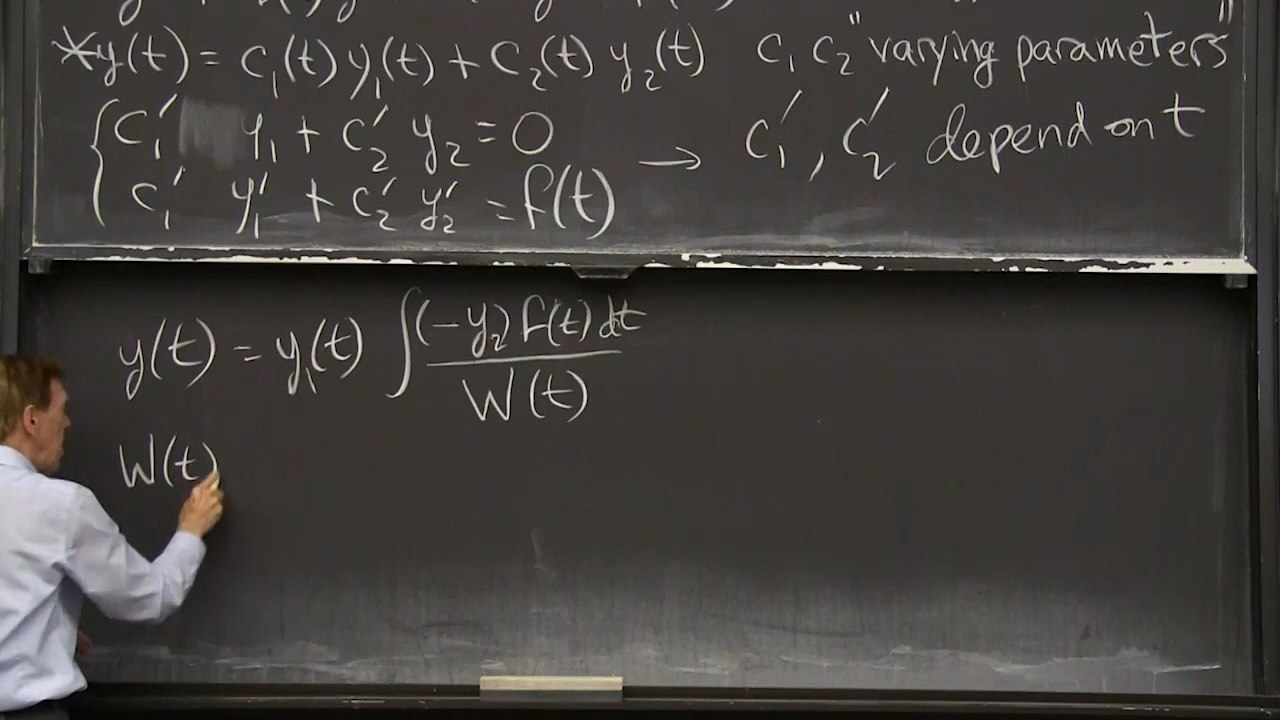 *y(t) = c₁(t) y₁(t) + c₂(t) y₂(t) c₁ c₂ "varying parameters"
c₁′ y₁ + c₂′ y₂ = 0 → c₁′, c₂′ depend on t
c₁′ y₁′ + c₂′ y₂′ = f(t)
y(t) = y₁(t) ∫ (-y₂) f(t) dt / W(t)
W(t)